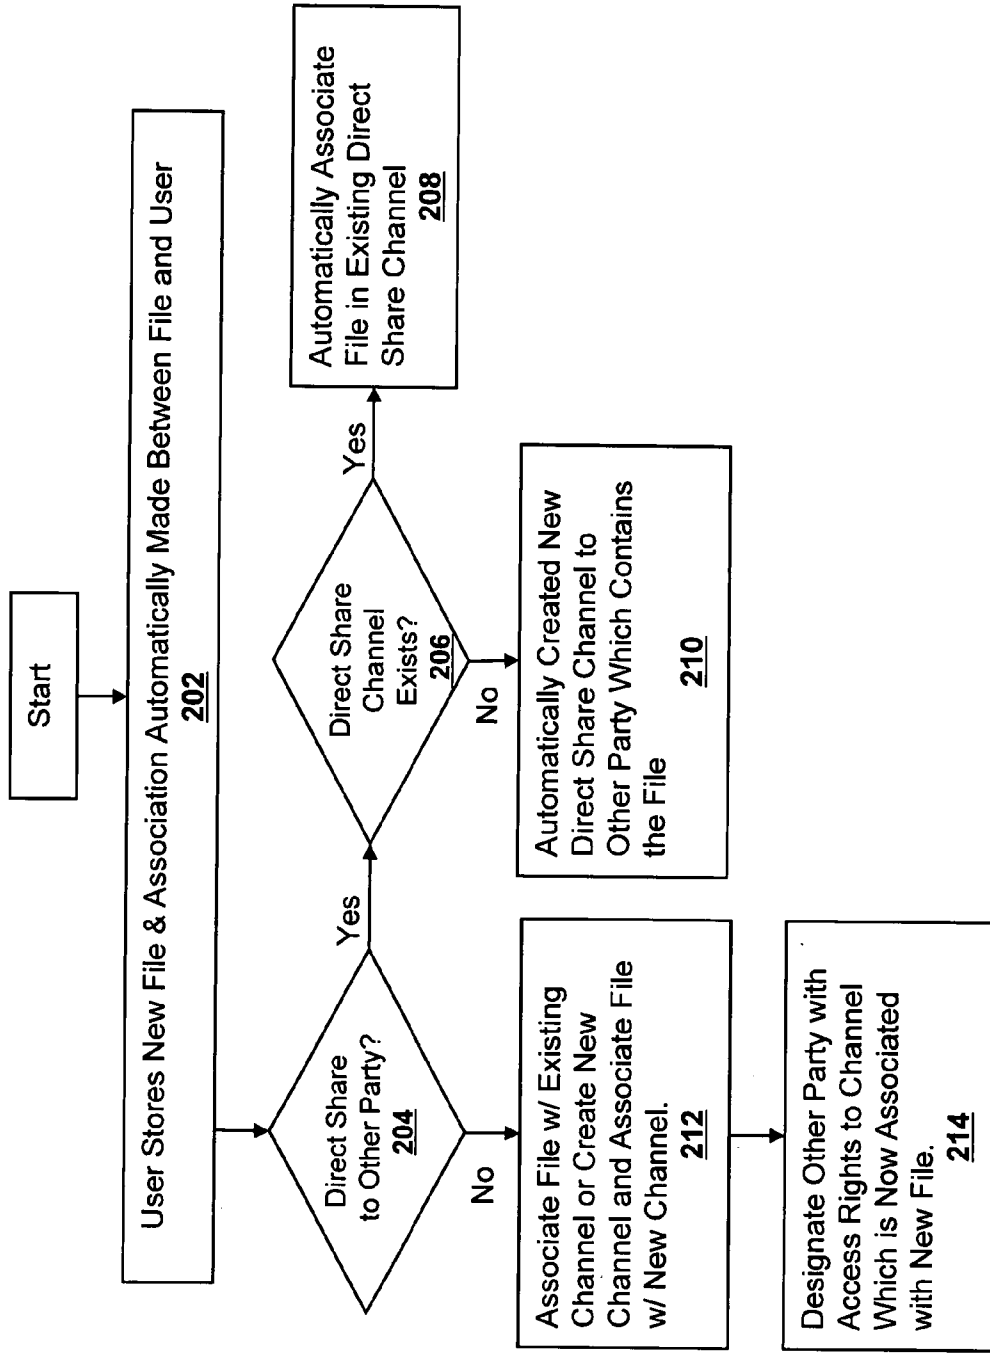 Start
User Stores New File & Association Automatically Made Between File and User
202
Direct Share
to Other Party?
204
Yes
No
Direct Share
Channel
Exists?
206
Yes
No
Automatically Associate
File in Existing Direct
Share Channel
208
Automatically Created New
Direct Share Channel to
Other Party Which Contains
the File
210
Associate File w/ Existing
Channel or Create New
Channel and Associate File
w/ New Channel.
212
Designate Other Party with
Access Rights to Channel
Which is Now Associated
with New File.
214